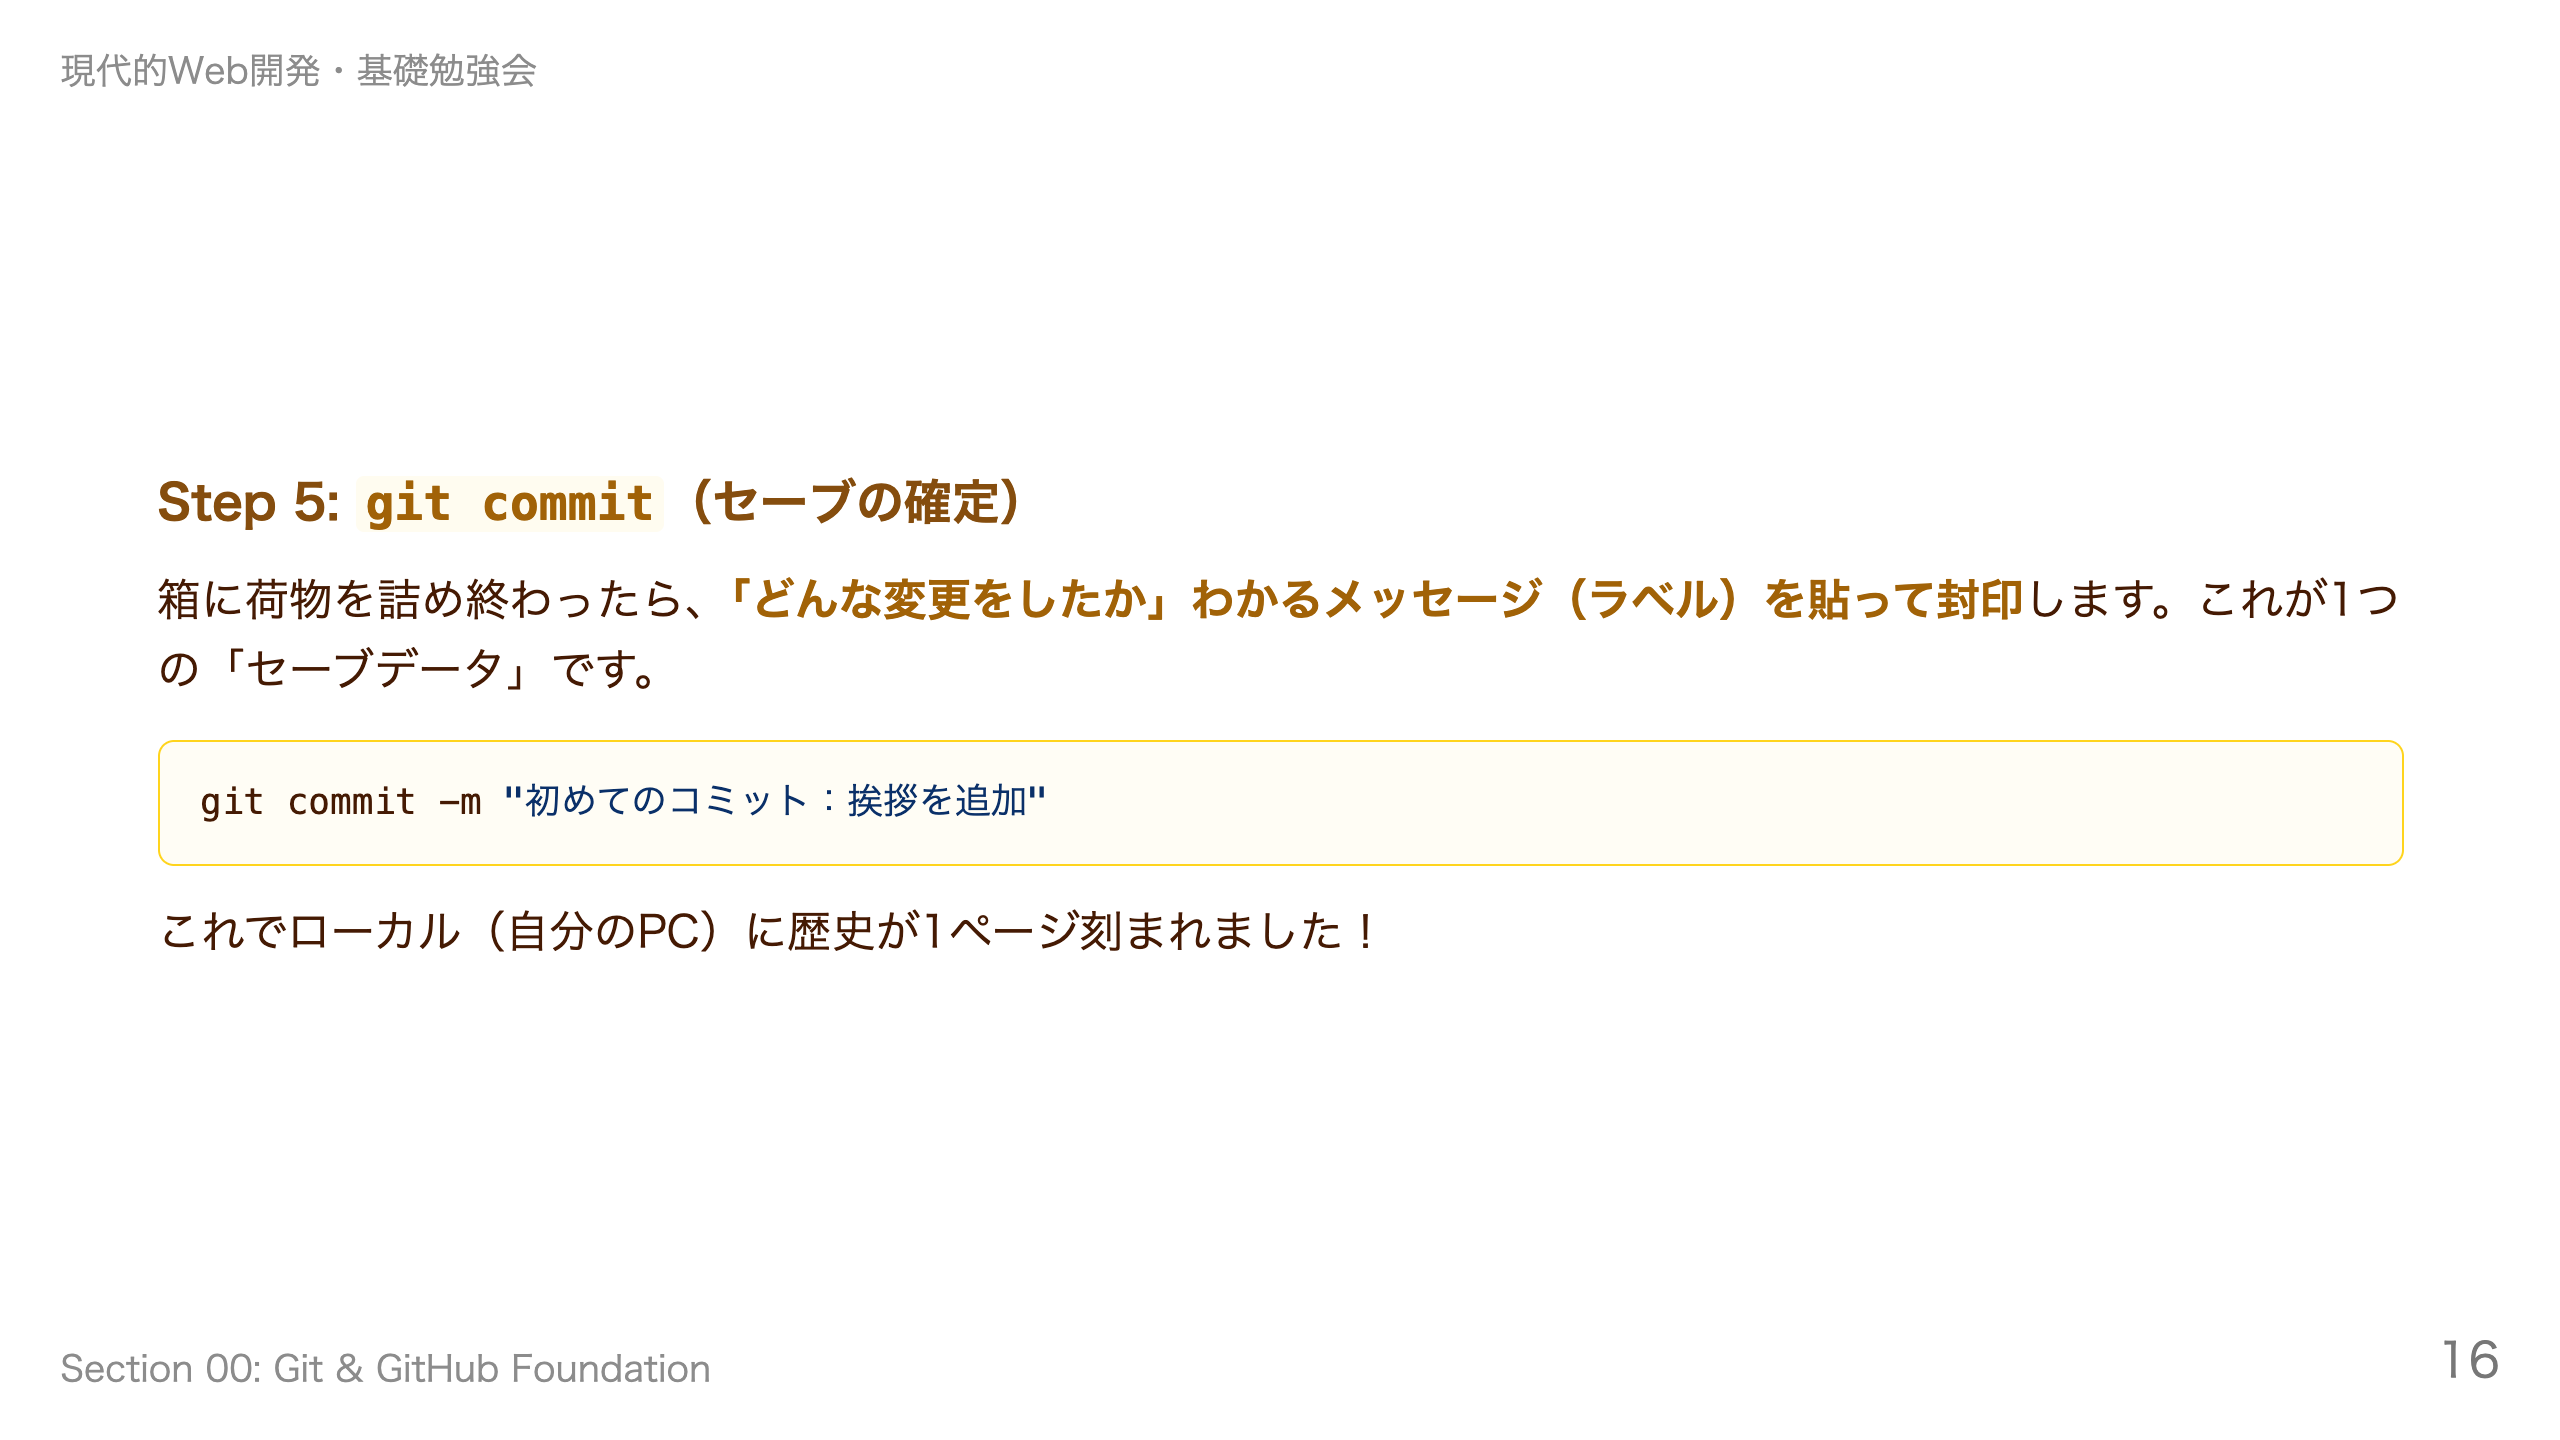 現代的Web開発・基礎勉強会
Step 5: git commit（セーブの確定）
箱に荷物を詰め終わったら、「どんな変更をしたか」わかるメッセージ（ラベル）を貼って封印します。これが1つ
の「セーブデータ」です。
git commit -m "初めてのコミット：挨拶を追加"
これでローカル（自分のPC）に歴史が1ページ刻まれました！
Section 00: Git & GitHub Foundation
16